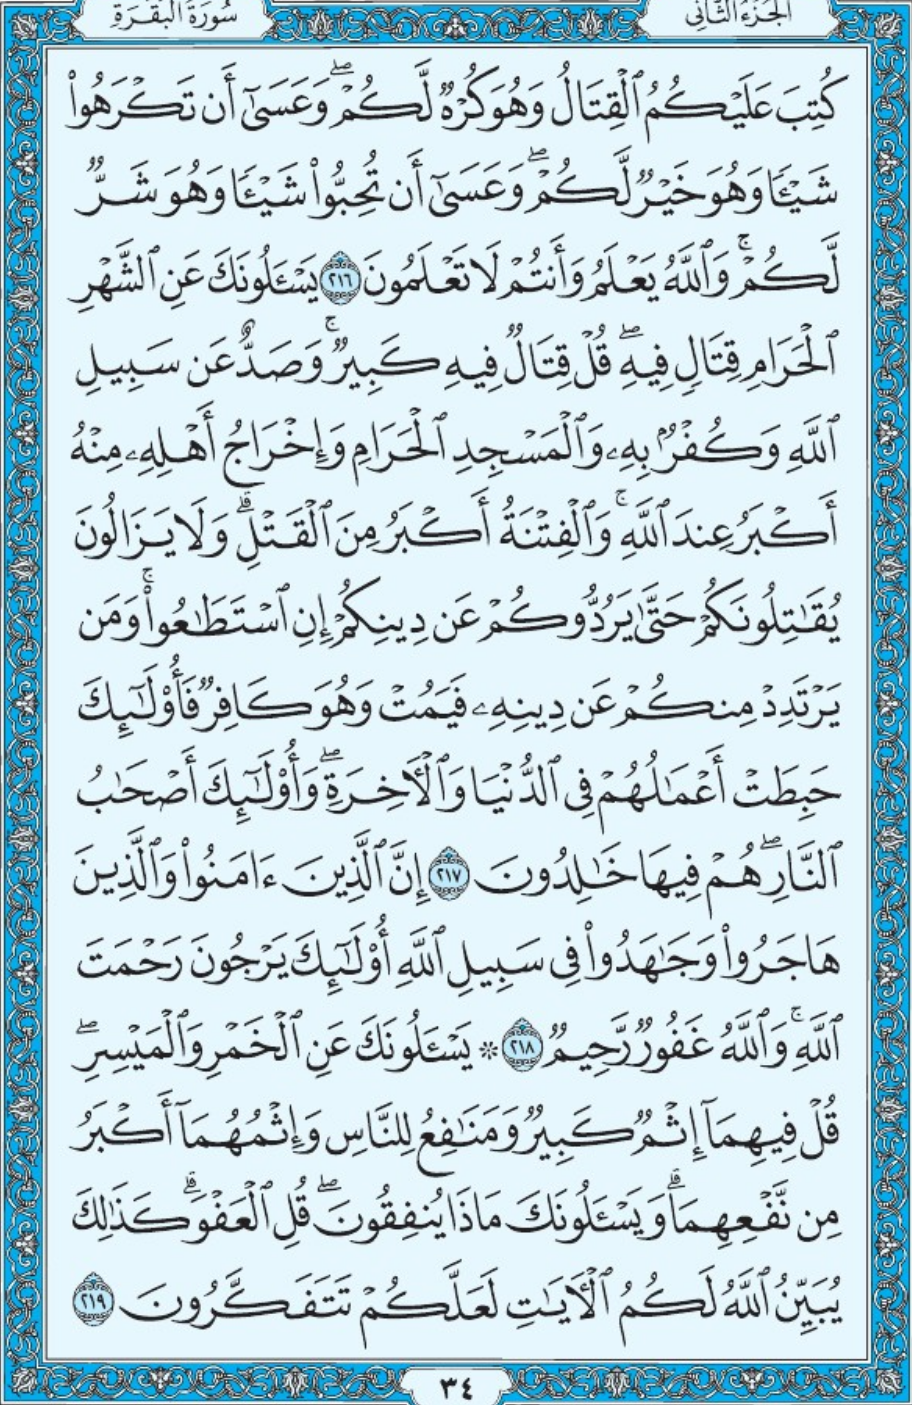 الجزء الثاني
سورة البقرة
كُتِبَ عَلَيْكُمُ ٱلْقِتَالُ وَهُوَ كُرْهٌ لَّكُمْ ۖ وَعَسَىٰٓ أَن تَكْرَهُوا۟
شَيْـًٔا وَهُوَ خَيْرٌ لَّكُمْ ۖ وَعَسَىٰٓ أَن تُحِبُّوا۟ شَيْـًٔا وَهُوَ شَرٌّ
لَّكُمْ ۚ وَٱللَّهُ يَعْلَمُ وَأَنتُمْ لَا تَعْلَمُونَ ٢١٦ يَسْـَٔلُونَكَ عَنِ ٱلشَّهْرِ
ٱلْحَرَامِ قِتَالٍ فِيهِ ۖ قُلْ قِتَالٌ فِيهِ كَبِيرٌ ۚ وَصَدٌّ عَن سَبِيلِ
ٱللَّهِ وَكُفْرٌۢ بِهِۦ وَٱلْمَسْجِدِ ٱلْحَرَامِ وَإِخْرَاجُ أَهْلِهِۦ مِنْهُ
أَكْبَرُ عِندَ ٱللَّهِ ۚ وَٱلْفِتْنَةُ أَكْبَرُ مِنَ ٱلْقَتْلِ ۗ وَلَا يَزَالُونَ
يُقَـٰتِلُونَكُمْ حَتَّىٰ يَرُدُّوكُمْ عَن دِينِكُمْ إِنِ ٱسْتَطَـٰعُوا۟ ۚ وَمَن
يَرْتَدِدْ مِنكُمْ عَن دِينِهِۦ فَيَمُتْ وَهُوَ كَافِرٌ فَأُو۟لَـٰٓئِكَ
حَبِطَتْ أَعْمَـٰلُهُمْ فِى ٱلدُّنْيَا وَٱلْـَٔاخِرَةِ ۖ وَأُو۟لَـٰٓئِكَ أَصْحَـٰبُ
ٱلنَّارِ ۖ هُمْ فِيهَا خَـٰلِدُونَ ٢١٧ إِنَّ ٱلَّذِينَ ءَامَنُوا۟ وَٱلَّذِينَ
هَاجَرُوا۟ وَجَـٰهَدُوا۟ فِى سَبِيلِ ٱللَّهِ أُو۟لَـٰٓئِكَ يَرْجُونَ رَحْمَتَ
ٱللَّهِ ۚ وَٱللَّهُ غَفُورٌ رَّحِيمٌ ٢١٨ ۞ يَسْـَٔلُونَكَ عَنِ ٱلْخَمْرِ وَٱلْمَيْسِرِ ۖ
قُلْ فِيهِمَآ إِثْمٌ كَبِيرٌ وَمَنَـٰفِعُ لِلنَّاسِ وَإِثْمُهُمَآ أَكْبَرُ
مِن نَّفْعِهِمَا ۗ وَيَسْـَٔلُونَكَ مَاذَا يُنفِقُونَ ۖ قُلِ ٱلْعَفْوَ ۗ كَذَٰلِكَ
يُبَيِّنُ ٱللَّهُ لَكُمُ ٱلْـَٔايَـٰتِ لَعَلَّكُمْ تَتَفَكَّرُونَ ٢١٩
٣٤